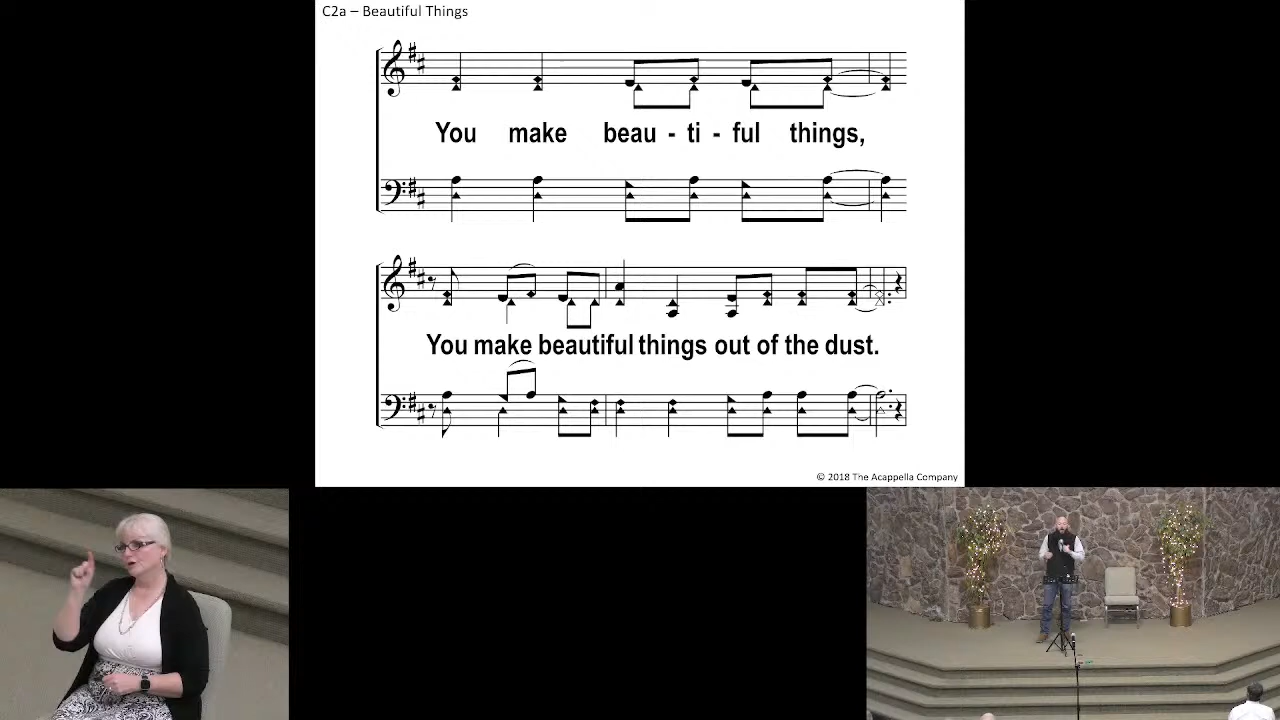 C2a – Beautiful Things
You make beau - ti - ful things,
You make beautiful things out of the dust.
© 2018 The Acappella Company